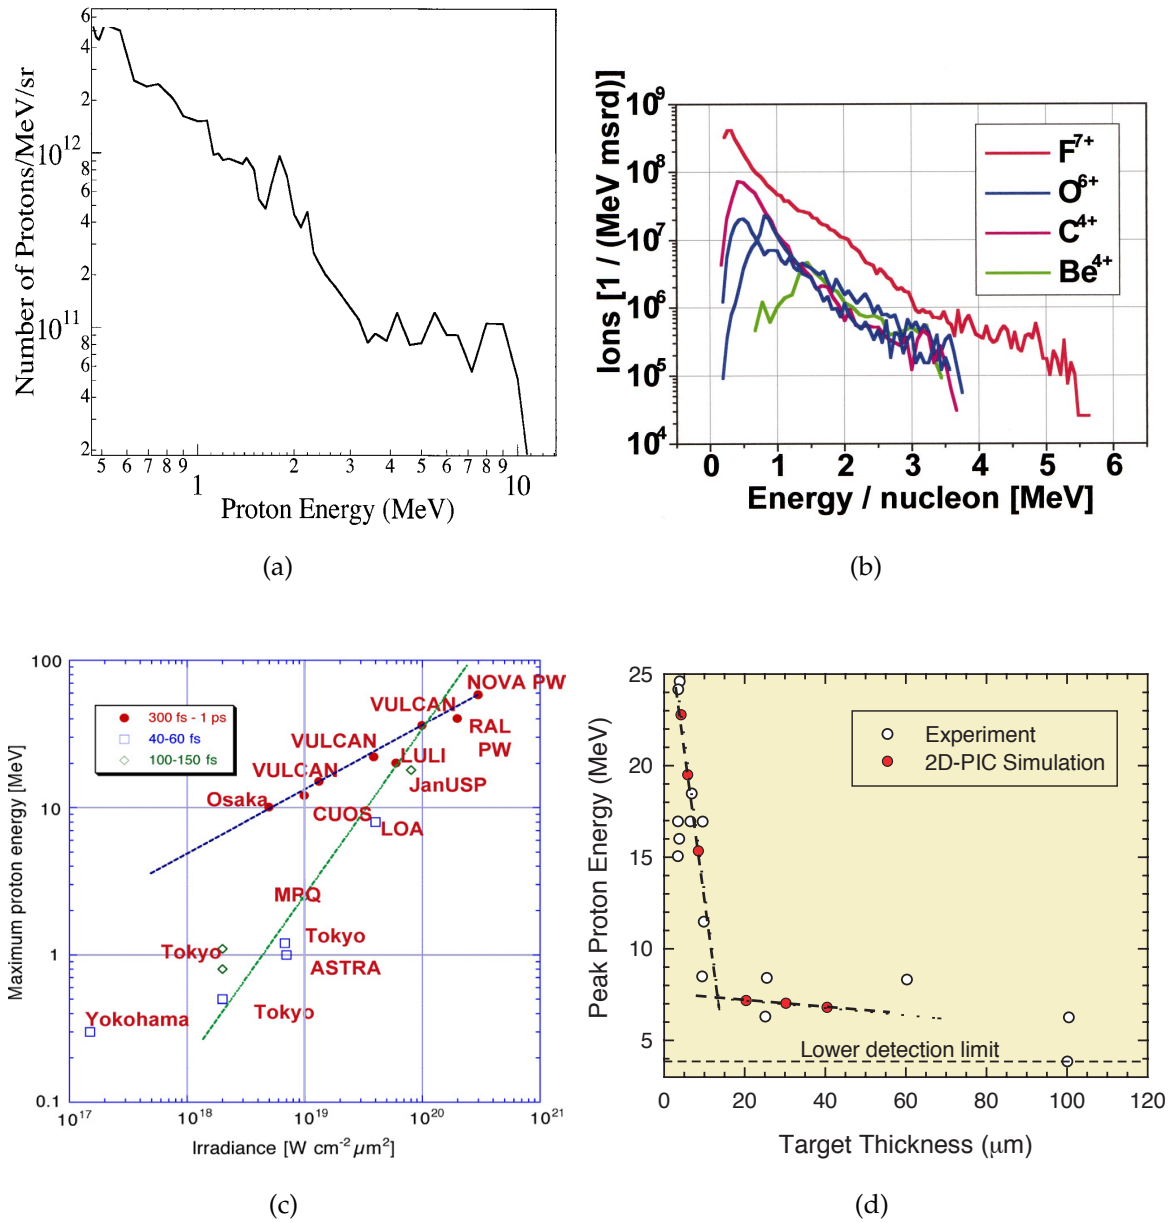 Number of Protons/MeV/sr
6
4
2
10^12
8
6
4
2
10^11
8
6
4
2
5 6 7 8 9 1 2 3 4 5 6 7 8 9 10
Proton Energy (MeV)
(a)
Ions [1 / (MeV msrd)]
10^9
10^8
10^7
10^6
10^5
10^4
F7+
O6+
C4+
Be4+
0 1 2 3 4 5 6
Energy / nucleon [MeV]
(b)
Maximum proton energy [MeV]
100
10
1
0.1
300 fs - 1 ps
40-60 fs
100-150 fs
NOVA PW
VULCAN
RAL
PW
VULCAN
LULI
VULCAN
JanUSP
Osaka
CUOS
LOA
MPQ
Tokyo
Tokyo
ASTRA
Tokyo
Yokohama
10^17 10^18 10^19 10^20 10^21
Irradiance [W cm-2 μm2]
(c)
Peak Proton Energy (MeV)
25
20
15
10
5
Experiment
2D-PIC Simulation
Lower detection limit
0 20 40 60 80 100 120
Target Thickness (μm)
(d)